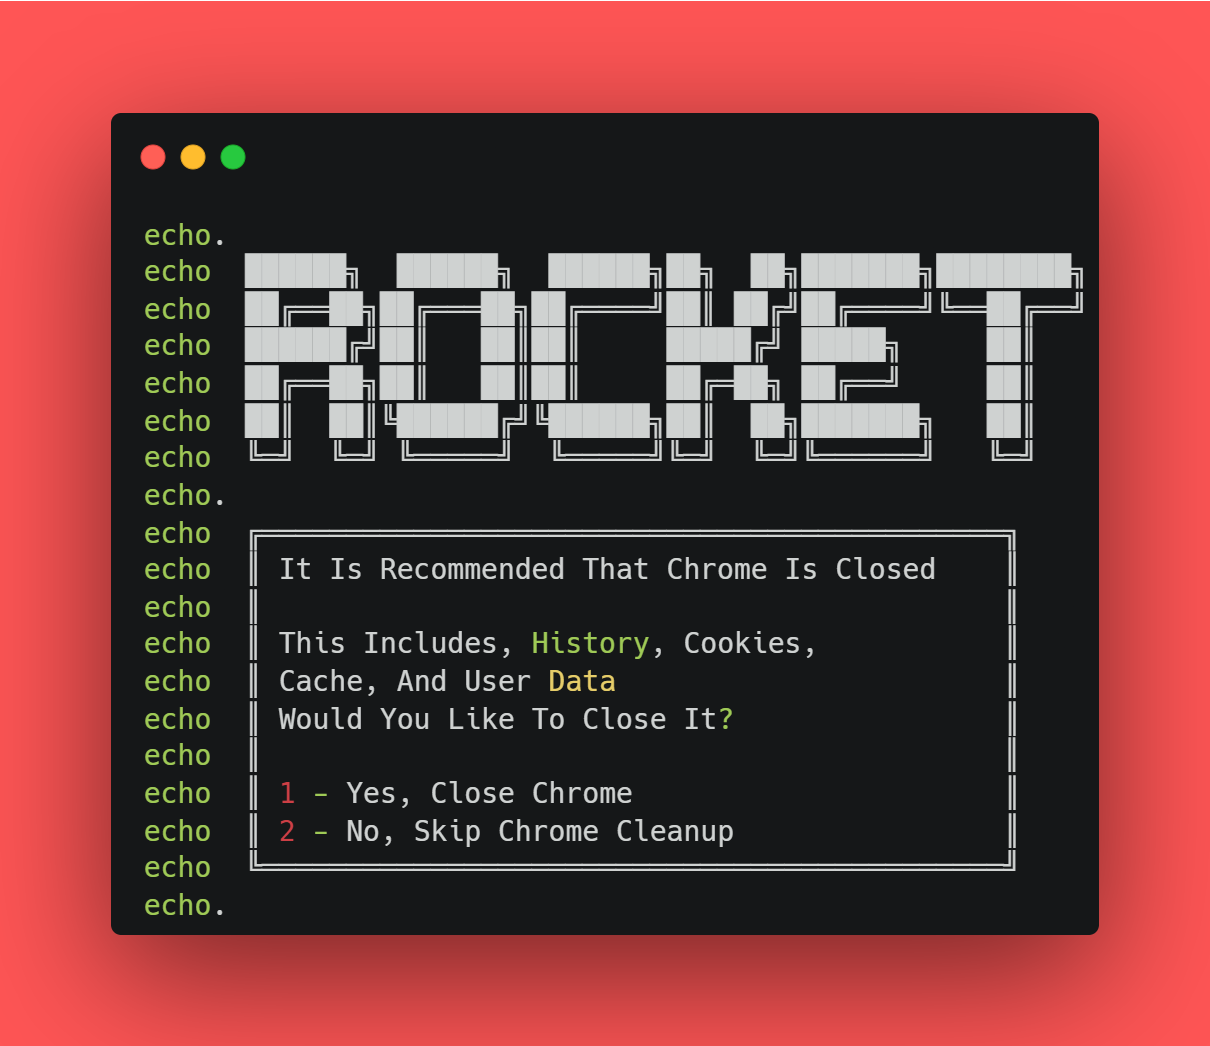 echo.
echo  ██████╗  ██████╗  ██████╗██╗  ██╗███████╗████████╗
echo  ██╔══██╗██╔═══██╗██╔════╝██║ ██╔╝██╔════╝╚══██╔══╝
echo  ██████╔╝██║   ██║██║     █████╔╝ █████╗     ██║
echo  ██╔══██╗██║   ██║██║     ██╔═██╗ ██╔══╝     ██║
echo  ██║  ██║╚██████╔╝╚██████╗██║  ██╗███████╗   ██║
echo  ╚═╝  ╚═╝ ╚═════╝  ╚═════╝╚═╝  ╚═╝╚══════╝   ╚═╝
echo.
echo  ╔════════════════════════════════════════════╗
echo  ║ It Is Recommended That Chrome Is Closed    ║
echo  ║                                            ║
echo  ║ This Includes, History, Cookies,           ║
echo  ║ Cache, And User Data                       ║
echo  ║ Would You Like To Close It?                ║
echo  ║                                            ║
echo  ║ 1 - Yes, Close Chrome                      ║
echo  ║ 2 - No, Skip Chrome Cleanup                ║
echo  ╚════════════════════════════════════════════╝
echo.